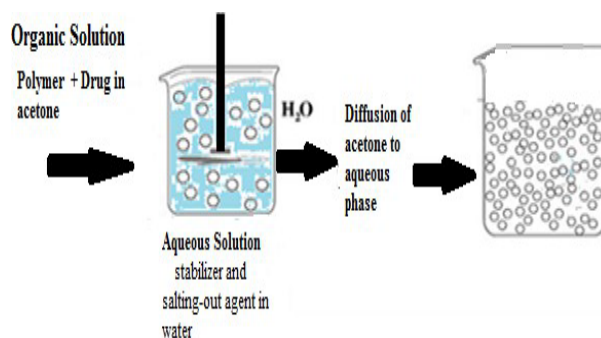 Organic Solution
Polymer + Drug in
acetone
H₂O
Aqueous Solution
stabilizer and
salting-out agent in
water
Diffusion of
acetone to
aqueous
phase